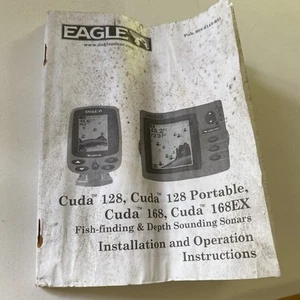 EAGLE
Cuda™ 128, Cuda™ 128 Portable,
Cuda™ 168, Cuda™ 168EX
Fish-finding & Depth Sounding Sonars
Installation and Operation
Instructions